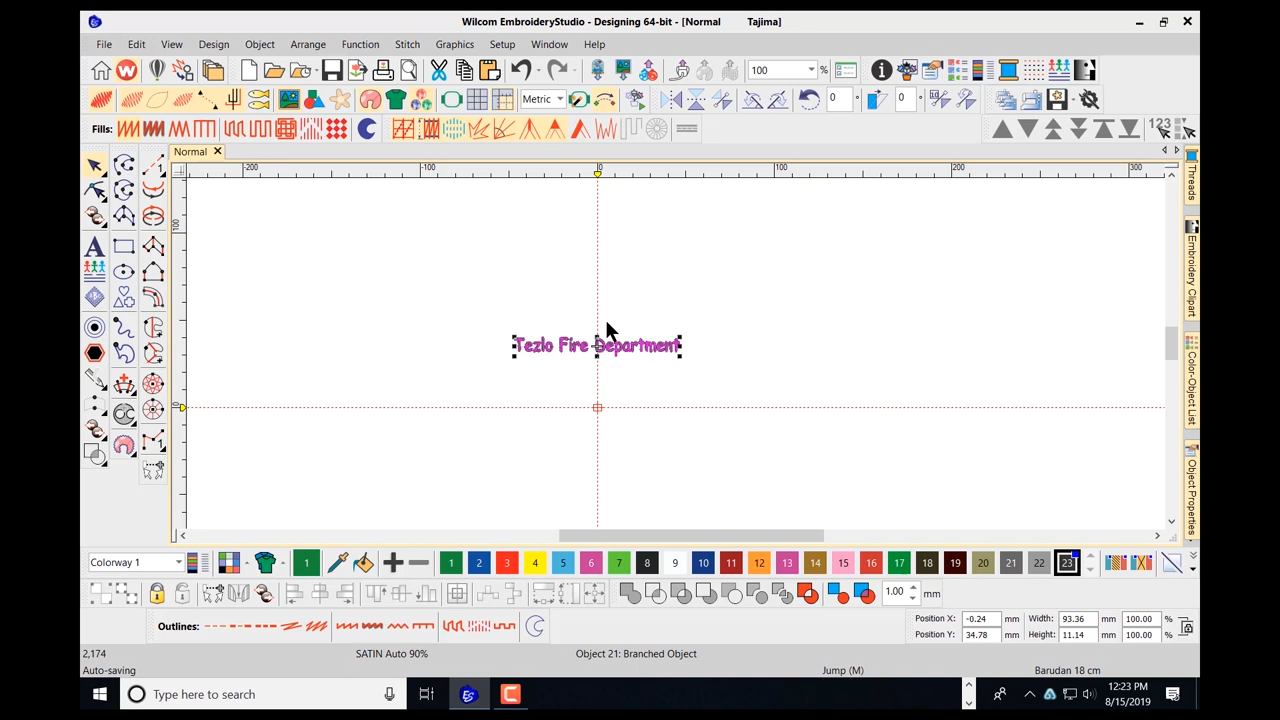 Wilcom EmbroideryStudio - Designing 64-bit - [Normal Tajima]
File Edit View Design Object Arrange Function Stitch Graphics Setup Window Help
100 %
Metric 0 0
Fills: 123
Normal
-200 -100 0 100 200 300
100
0
Tezlo Fire Department
Threads
Embroidery Clipart
Color-Object List
Object Properties
Colorway 1 1 1 2 3 4 5 6 7 8 9 10 11 12 13 14 15 16 17 18 19 20 21 22 23
1.00 mm
Outlines:
Position X: -0.24 mm Width: 93.36 mm 100.00 %
Position Y: 34.78 mm Height: 11.14 mm 100.00 %
2,174 SATIN Auto 90% Object 21: Branched Object
Auto-saving Jump (M) Barudan 18 cm
Type here to search
12:23 PM
8/15/2019